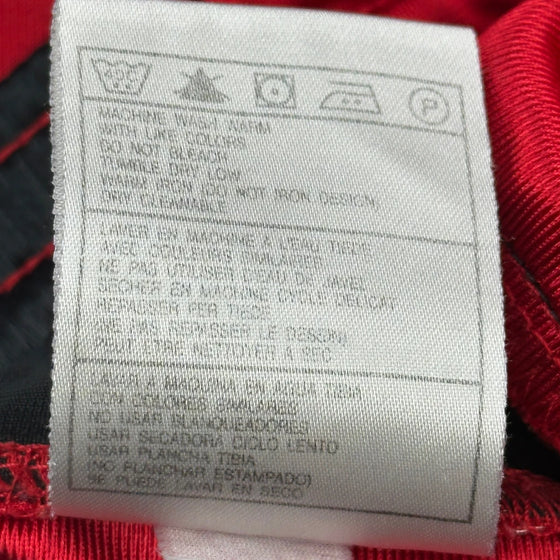 40C
P
MACHINE WASH WARM
WITH LIKE COLORS
DO NOT BLEACH
TUMBLE DRY LOW
WARM IRON (DO NOT IRON DESIGN)
DRY CLEANABLE
LAVER EN MACHINE A L'EAU TIEDE
AVEC COULEURS SIMILAIRES
NE PAS UTILISER D'EAU DE JAVEL
SECHER EN MACHINE CYCLE DELICAT
REPASSER PAR TIEDE
(NE PAS REPASSER LE DESSIN)
PEUT ETRE NETTOYER A SEC
LAVAR A MAQUINA EN AGUA TIBIA
CON COLORES SIMILARES
NO USAR BLANQUEADORES
USAR SECADORA CICLO LENTO
USAR PLANCHA TIBIA
(NO PLANCHAR ESTAMPADO)
SE PUEDE LAVAR EN SECO